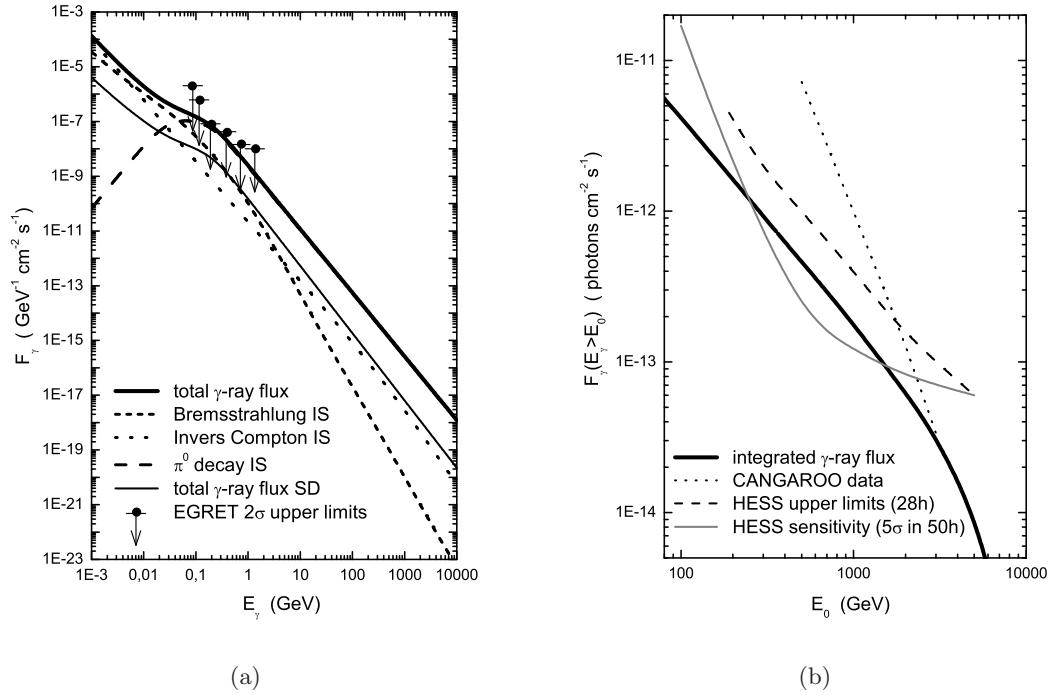 1E-3
1E-5
1E-7
1E-9
1E-11
1E-13
1E-15
1E-17
1E-19
1E-21
1E-23
F_γ ( GeV⁻¹ cm⁻² s⁻¹)
total γ-ray flux
Bremsstrahlung IS
Invers Compton IS
π⁰ decay IS
total γ-ray flux SD
EGRET 2σ upper limits
1E-3 0,01 0,1 1 10 100 1000 10000
E_γ (GeV)
(a)
1E-11
1E-12
1E-13
1E-14
F_γ(E_γ>E₀) ( photons cm⁻² s⁻¹)
integrated γ-ray flux
CANGAROO data
HESS upper limits (28h)
HESS sensitivity (5σ in 50h)
100 1000 10000
E₀ (GeV)
(b)